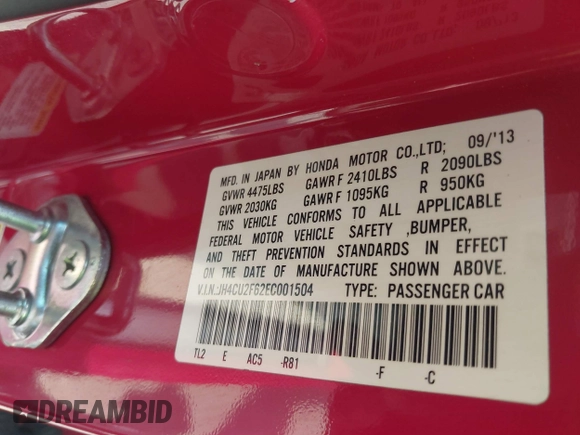 MFD. IN JAPAN BY HONDA MOTOR CO.,LTD; 09/'13
GVWR 4475LBS GAWR F 2410LBS R 2090LBS
GVWR 2030KG GAWR F 1095KG R 950KG
THIS VEHICLE CONFORMS TO ALL APPLICABLE
FEDERAL MOTOR VEHICLE SAFETY ,BUMPER,
AND THEFT PREVENTION STANDARDS IN EFFECT
ON THE DATE OF MANUFACTURE SHOWN ABOVE.
V.I.N.:JH4CU2F62EC001504 TYPE: PASSENGER CAR
TL2 E AC5 -R81 -F -C
DREAMBID